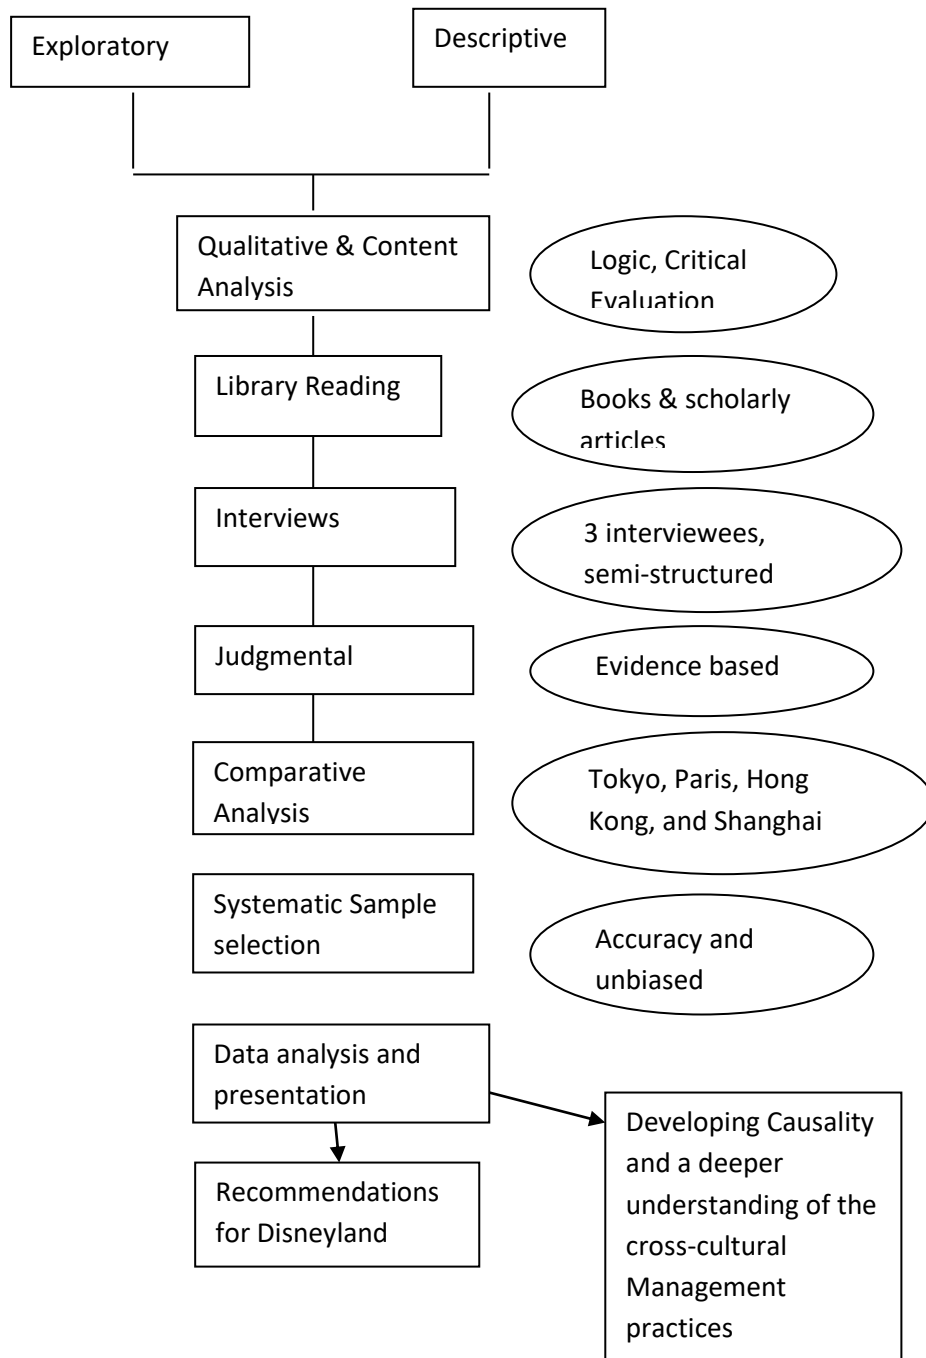 Exploratory
Descriptive
Qualitative & Content
Analysis
Logic, Critical
Evaluation
Library Reading
Books & scholarly
articles
Interviews
3 interviewees,
semi-structured
Judgmental
Evidence based
Comparative
Analysis
Tokyo, Paris, Hong
Kong, and Shanghai
Systematic Sample
selection
Accuracy and
unbiased
Data analysis and
presentation
Developing Causality
and a deeper
understanding of the
cross-cultural
Management
practices
Recommendations
for Disneyland